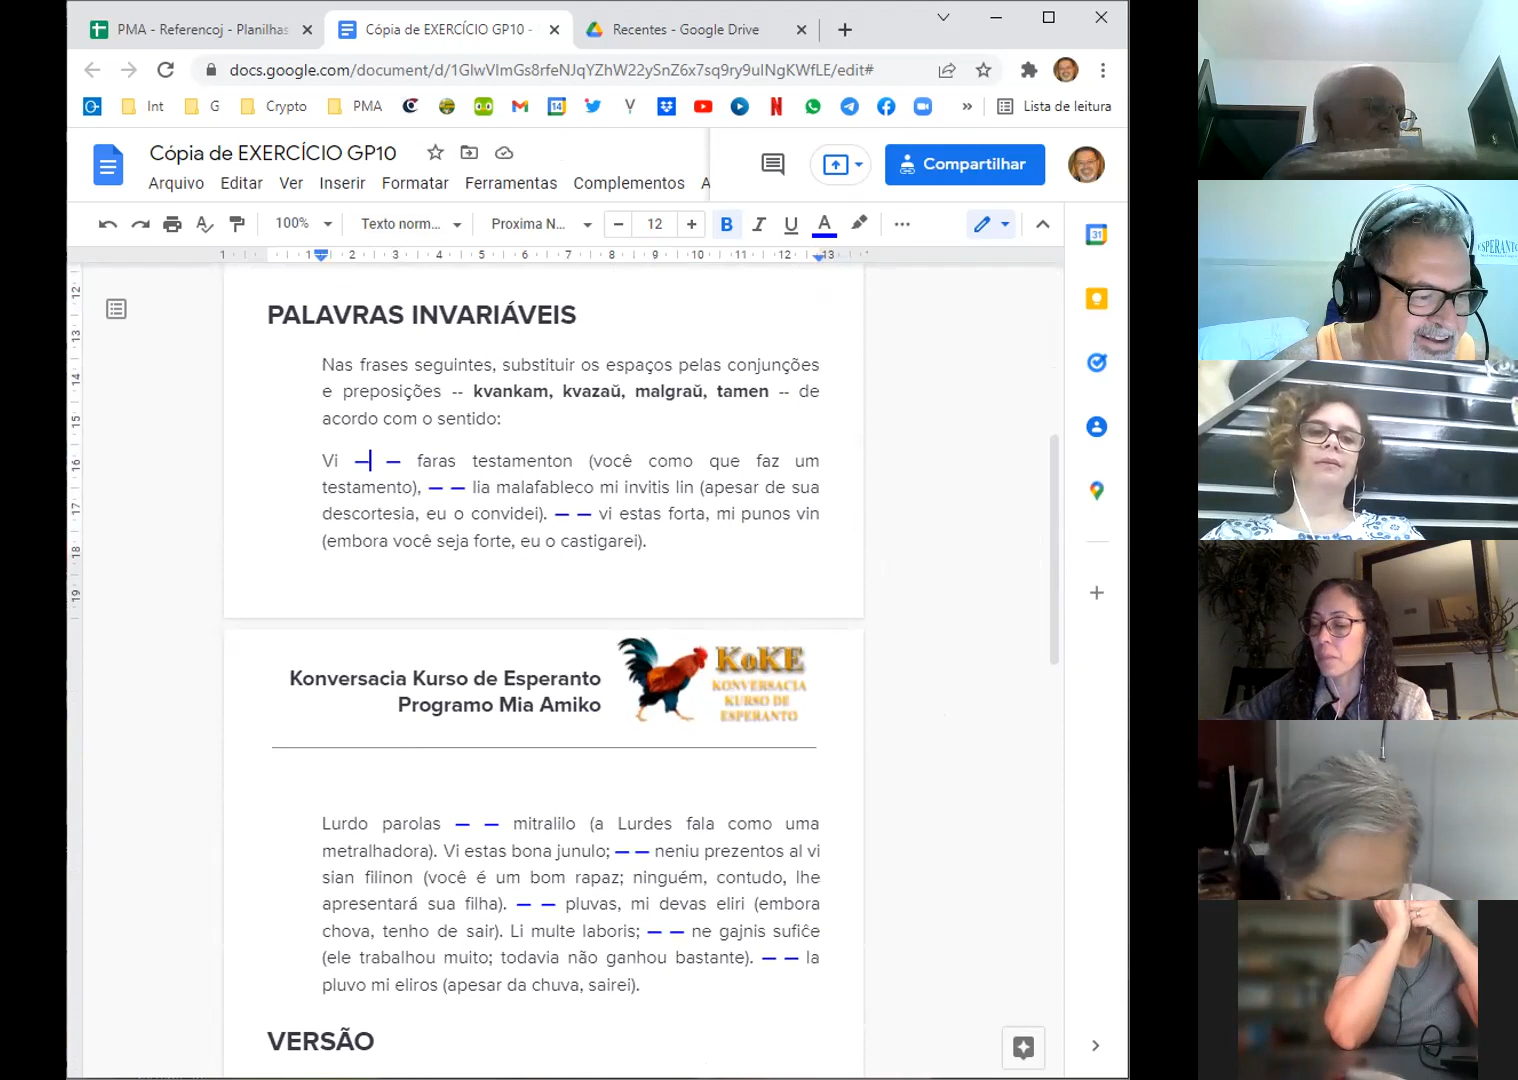 PMA - Referencoj - Planilhas
Cópia de EXERCÍCIO GP10 -
Recentes - Google Drive
docs.google.com/document/d/1GlwVImGs8rfeNJqYZhW22ySnZ6x7sq9ry9uINgKWfLE/edit#
Int
G
Crypto
PMA
Lista de leitura
Cópia de EXERCÍCIO GP10
Arquivo Editar Ver Inserir Formatar Ferramentas Complementos A
Compartilhar
100% Texto norm... Proxima N... 12
PALAVRAS INVARIÁVEIS
Nas frases seguintes, substituir os espaços pelas conjunções
e preposições -- kvankam, kvazaŭ, malgraŭ, tamen -- de
acordo com o sentido:
Vi — — faras testamenton (você como que faz um
testamento), — — lia malafableco mi invitis lin (apesar de sua
descortesia, eu o convidei). — — vi estas forta, mi punos vin
(embora você seja forte, eu o castigarei).
Konversacia Kurso de Esperanto
Programo Mia Amiko
KoKE
KONVERSACIA
KURSO DE
ESPERANTO
Lurdo parolas — — mitralilo (a Lurdes fala como uma
metralhadora). Vi estas bona junulo; — — neniu prezentos al vi
sian filinon (você é um bom rapaz; ninguém, contudo, lhe
apresentará sua filha). — — pluvas, mi devas eliri (embora
chova, tenho de sair). Li multe laboris; — — ne gajnis sufiĉe
(ele trabalhou muito; todavia não ganhou bastante). — — la
pluvo mi eliros (apesar da chuva, sairei).
VERSÃO
ESPERANTO